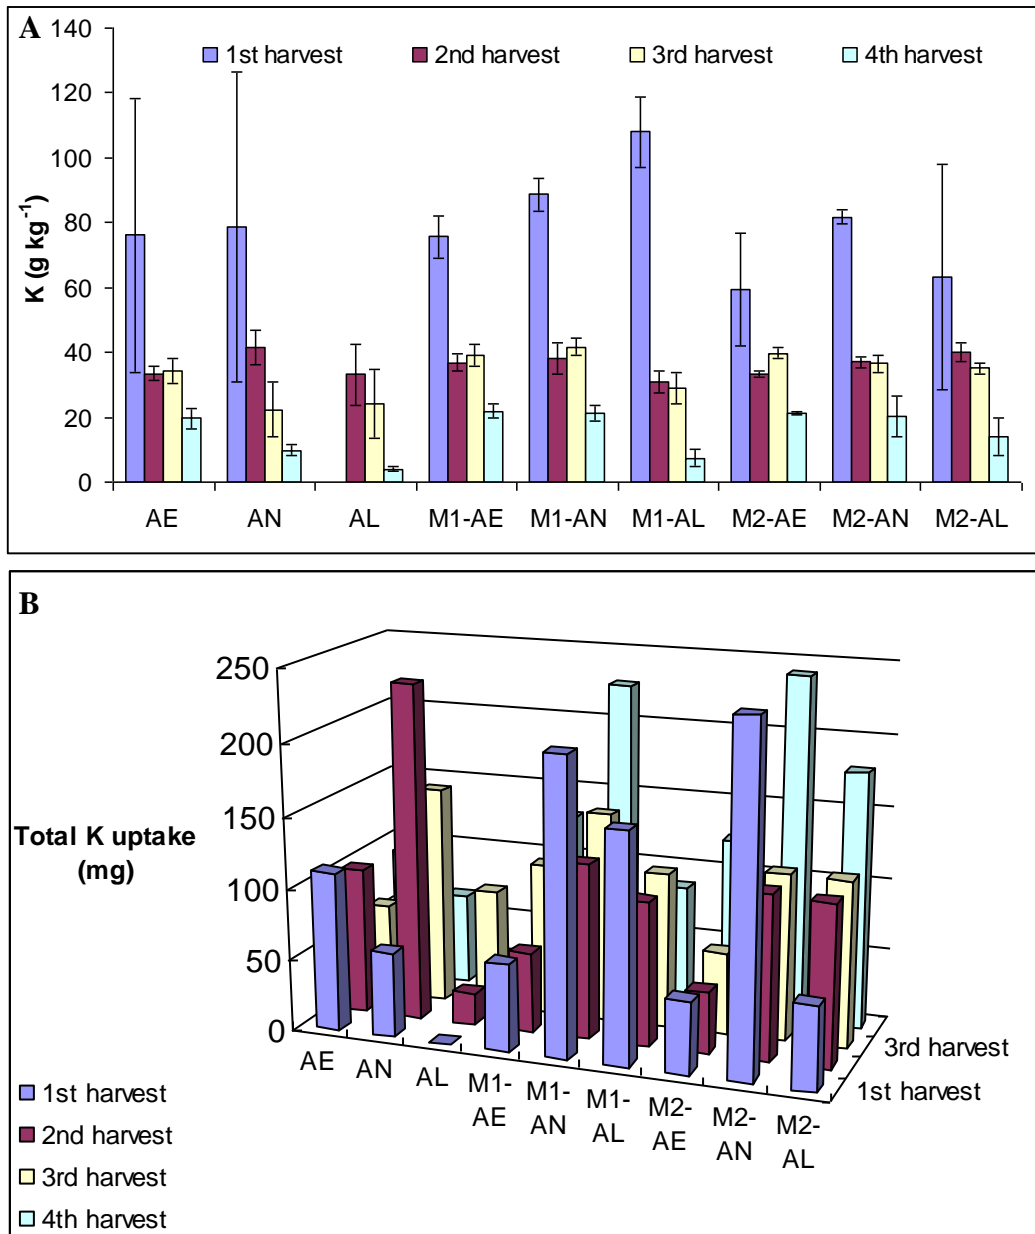 A
140
120
100
80
60
40
20
0
K (g kg⁻¹)
1st harvest 2nd harvest 3rd harvest 4th harvest
AE AN AL M1-AE M1-AN M1-AL M2-AE M2-AN M2-AL
B
250
200
150
100
50
0
Total K uptake
(mg)
AE AN AL M1- M1- M1- M2- M2- M2-
AE AN AL AE AN AL
3rd harvest
1st harvest
1st harvest
2nd harvest
3rd harvest
4th harvest